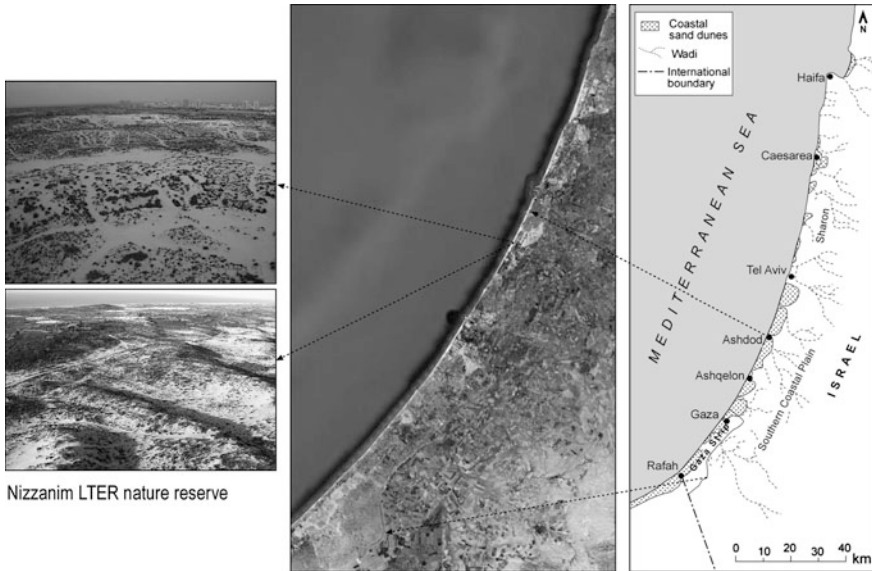 Nizzanim LTER nature reserve
Coastal
sand dunes
Wadi
International
boundary
N
Haifa
Caesarea
MEDITERRANEAN SEA
Sharon
Tel Aviv
Ashdod
ISRAEL
Ashqelon
Southern Coastal Plain
Gaza
Gaza Strip
Rafah
0 10 20 30 40
km